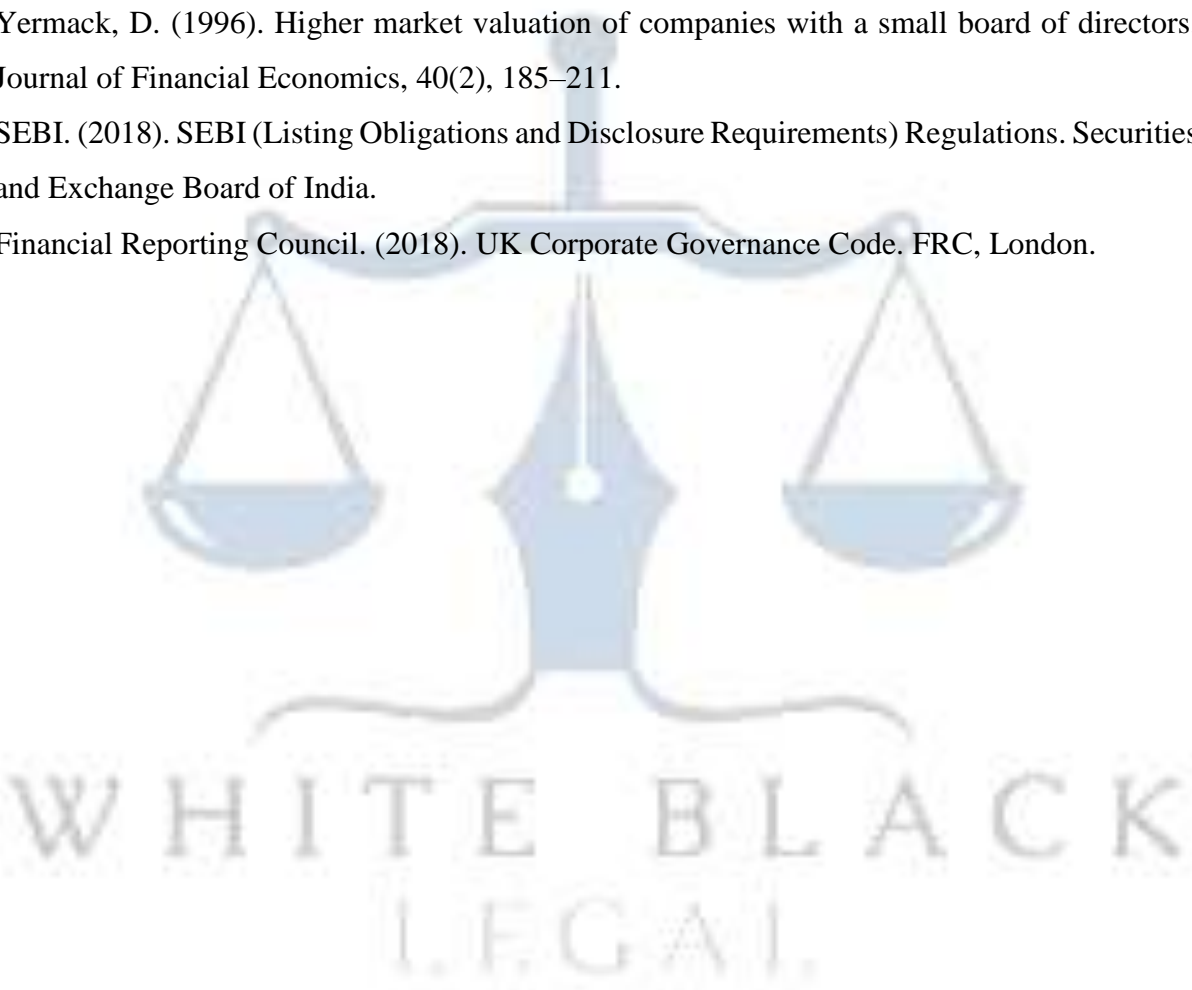 Yermack, D. (1996). Higher market valuation of companies with a small board of directors
Journal of Financial Economics, 40(2), 185–211.
SEBI. (2018). SEBI (Listing Obligations and Disclosure Requirements) Regulations. Securities
and Exchange Board of India.
Financial Reporting Council. (2018). UK Corporate Governance Code. FRC, London.
WHITE BLACK
LEGAL